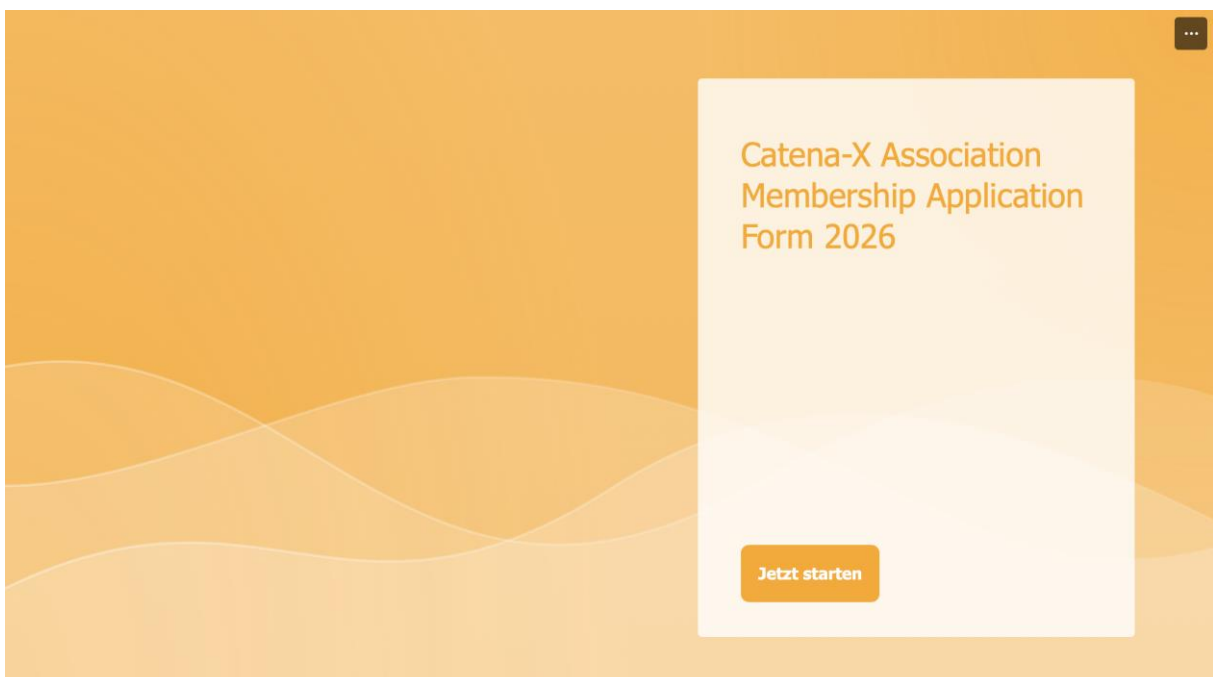 Catena-X Association
Membership Application
Form 2026
Jetzt starten